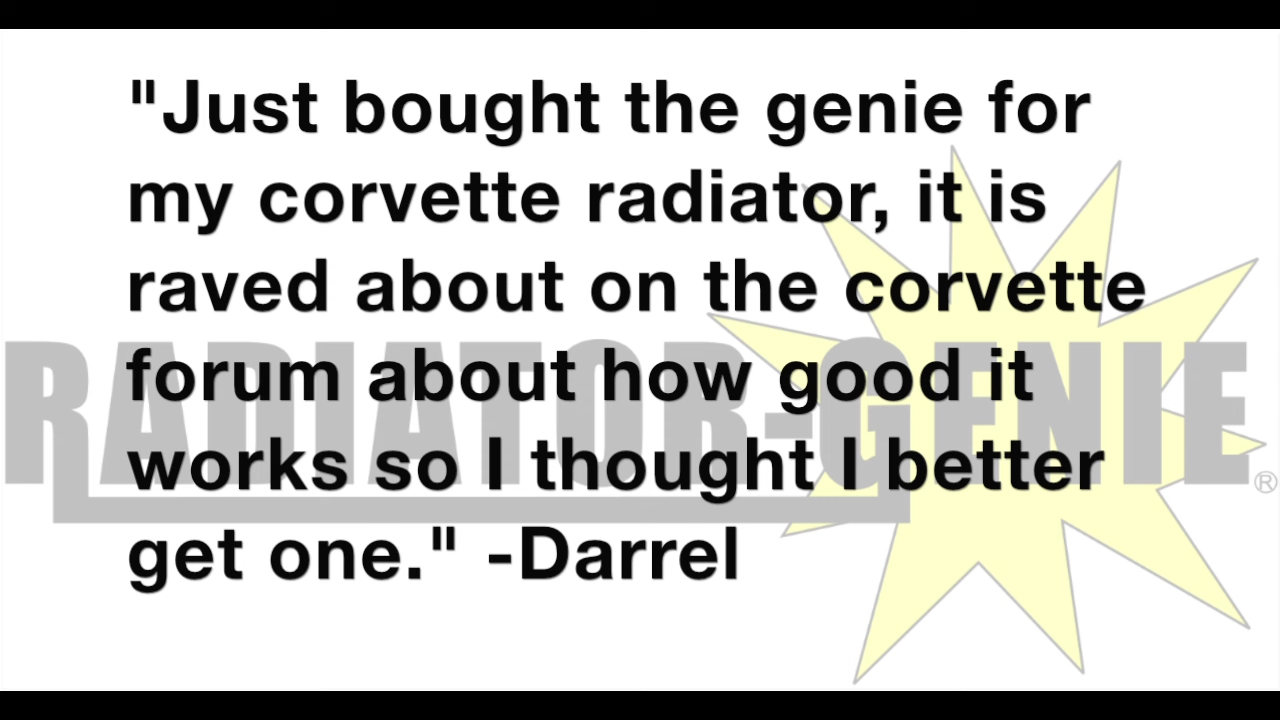 "Just bought the genie for
my corvette radiator, it is
raved about on the corvette
forum about how good it
works so I thought I better
get one." -Darrel
RADIATOR-GENIE®